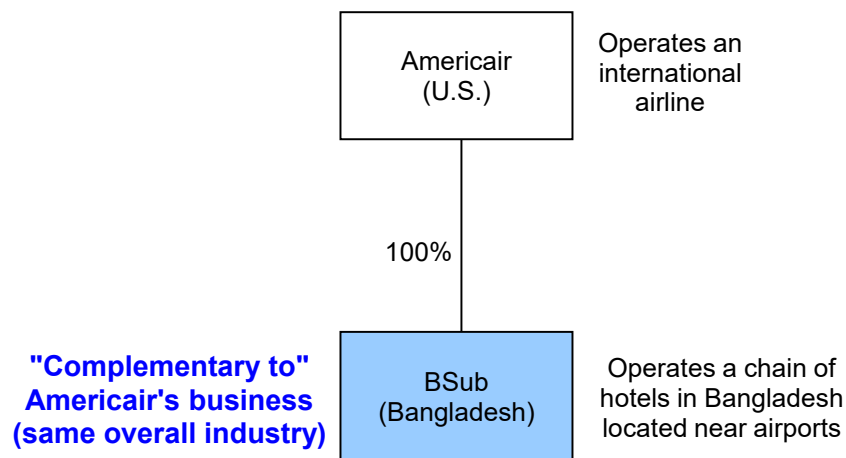 Americair
(U.S.)
Operates an
international
airline
100%
"Complementary to"
Americair's business
(same overall industry)
BSub
(Bangladesh)
Operates a chain of
hotels in Bangladesh
located near airports